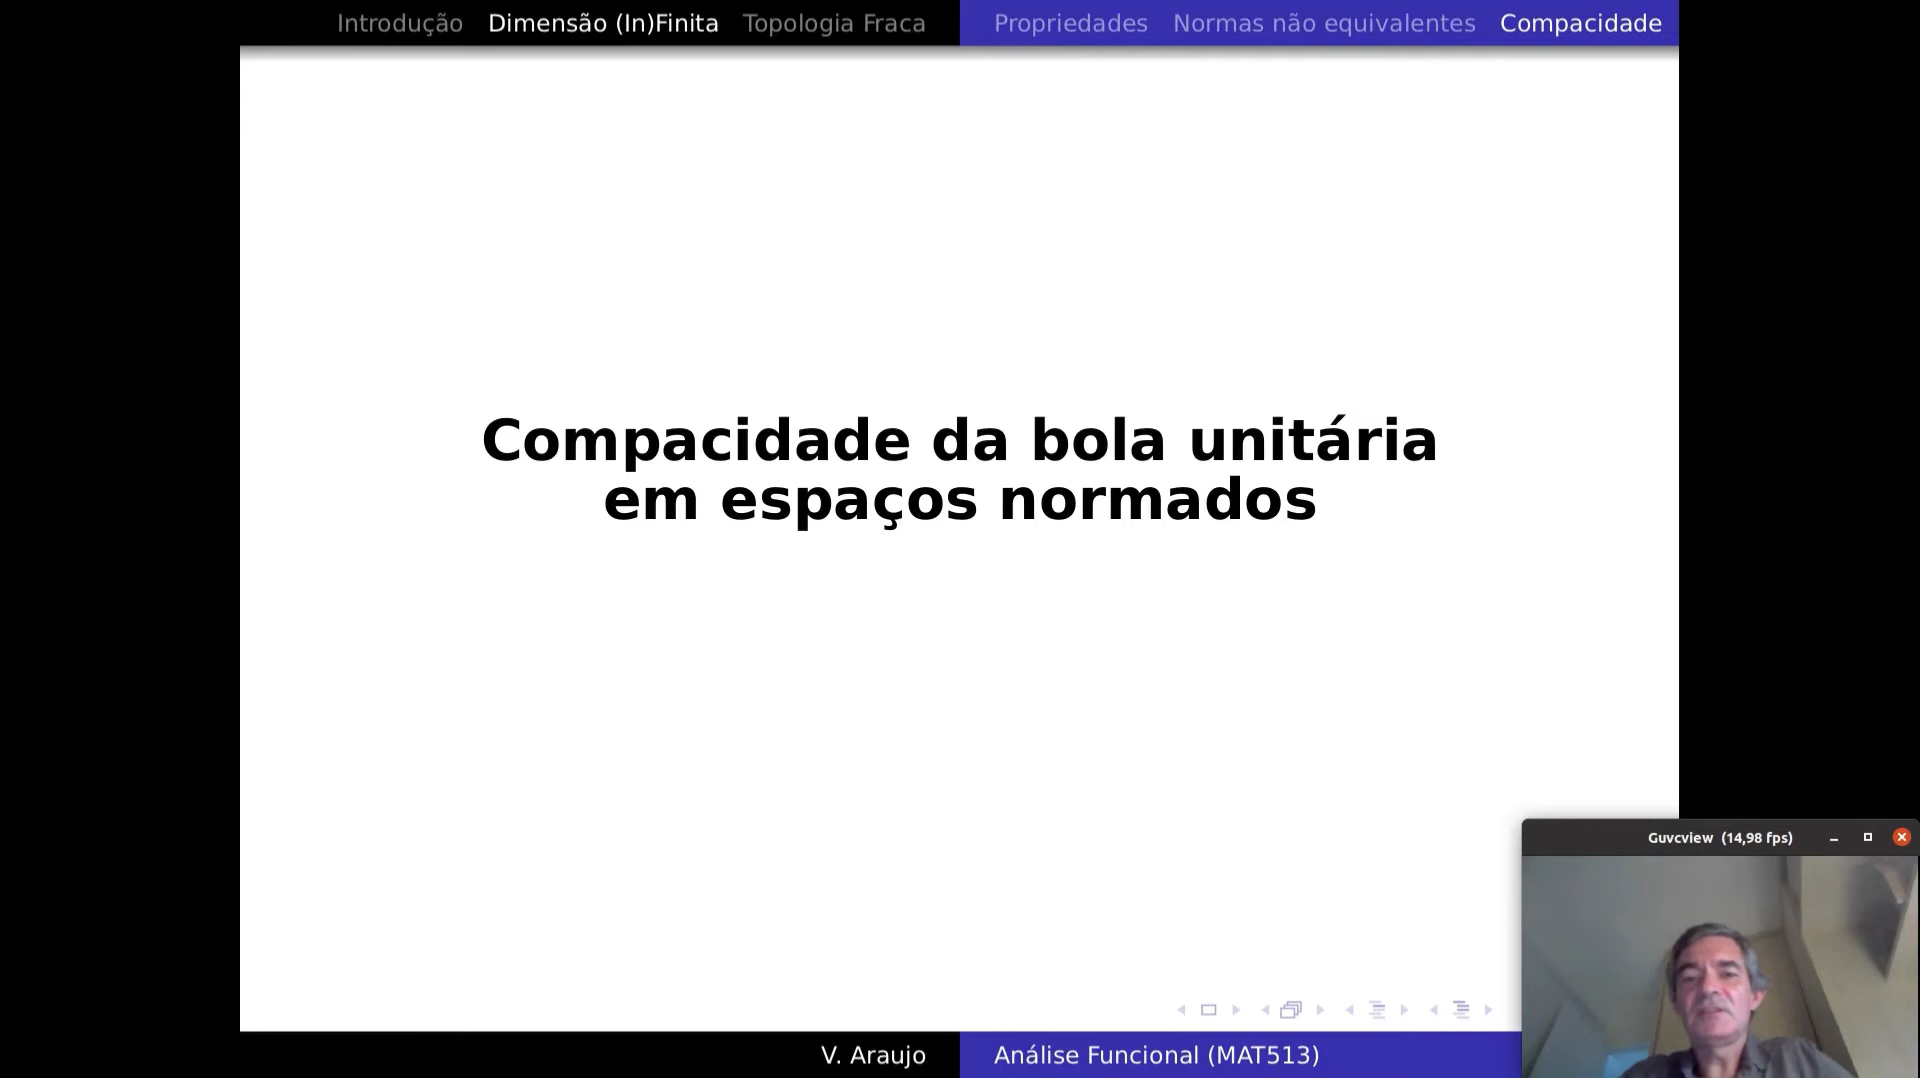 Introdução Dimensão (In)Finita Topologia Fraca Propriedades Normas não equivalentes Compacidade
Compacidade da bola unitária
em espaços normados
Guvcview (14,98 fps)
V. Araujo Análise Funcional (MAT513)